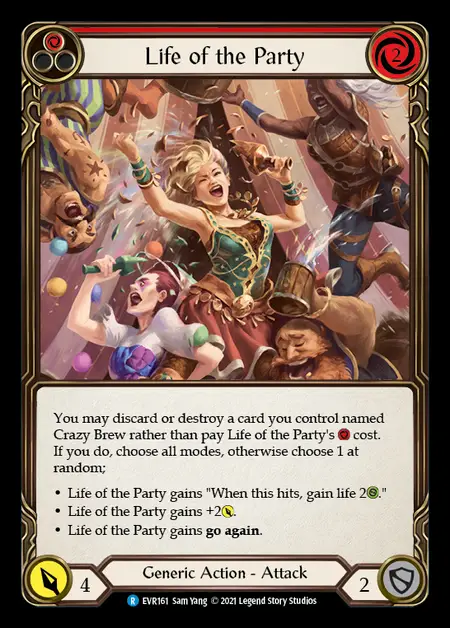 Life of the Party
2
You may discard or destroy a card you control named
Crazy Brew rather than pay Life of the Party's cost.
If you do, choose all modes, otherwise choose 1 at
random;
• Life of the Party gains "When this hits, gain life 2."
• Life of the Party gains +2.
• Life of the Party gains go again.
4
Generic Action - Attack
2
R EVR161 Sam Yang © 2021 Legend Story Studios